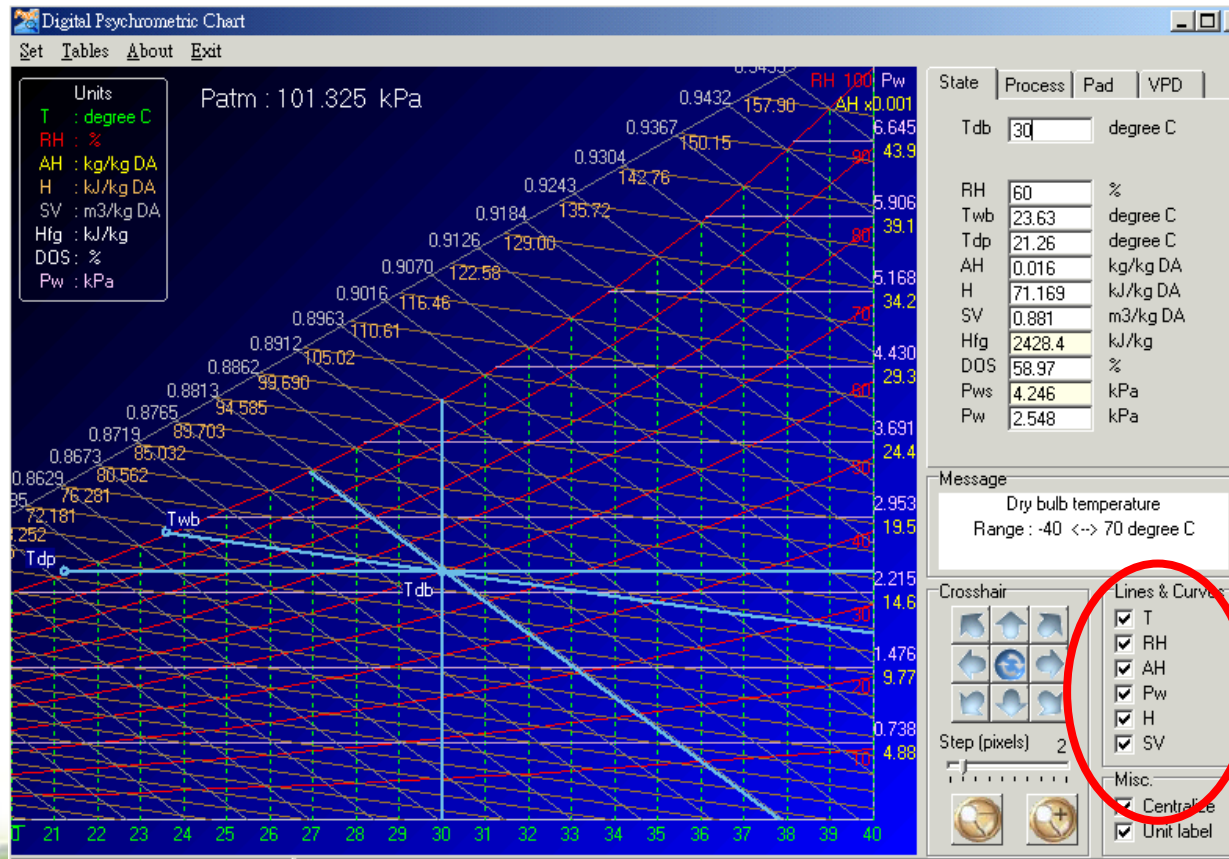 Digital Psychrometric Chart
Set Tables About Exit
Units
T : degree C
RH : %
AH : kg/kg DA
H : kJ/kg DA
SV : m3/kg DA
Hfg : kJ/kg
DOS : %
Pw : kPa
Patm : 101.325 kPa
RH 100 Pw
AH x0.001
0.9432
0.9367
0.9304
0.9243
0.9184
0.9126
0.9070
0.9016
0.8963
0.8912
0.8862
0.8813
0.8765
0.8719
0.8673
0.8629
157.90
150.15
142.76
135.72
129.00
122.58
116.46
110.61
105.02
99.690
94.585
89.703
85.032
80.562
76.281
72.181
.252
90
80
70
60
50
40
30
20
10
6.645
43.9
5.906
39.1
5.168
34.2
4.430
29.3
3.691
24.4
2.953
19.5
2.215
14.6
1.476
9.77
0.738
4.88
Twb
Tdp
Tdb
T 21 22 23 24 25 26 27 28 29 30 31 32 33 34 35 36 37 38 39 40
State Process Pad VPD
Tdb 30 degree C
RH 60 %
Twb 23.63 degree C
Tdp 21.26 degree C
AH 0.016 kg/kg DA
H 71.169 kJ/kg DA
SV 0.881 m3/kg DA
Hfg 2428.4 kJ/kg
DOS 58.97 %
Pws 4.246 kPa
Pw 2.548 kPa
Message
Dry bulb temperature
Range : -40 <--> 70 degree C
Crosshair
Step (pixels) 2
Lines & Curves
T
RH
AH
Pw
H
SV
Misc.
Centralize
Unit label